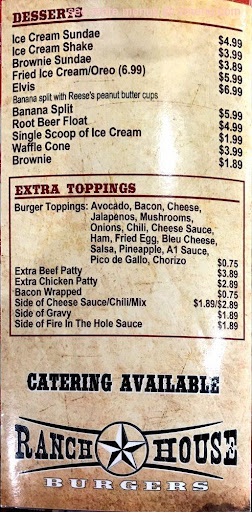 DESSERTS
Ice Cream Sundae $4.99
Ice Cream Shake $3.99
Brownie Sundae $3.89
Fried Ice Cream/Oreo (6.99) $5.99
Elvis $6.99
Banana split with Reese's peanut butter cups
Banana Split $5.99
Root Beer Float $4.99
Single Scoop of Ice Cream $1.99
Waffle Cone $3.99
Brownie $1.89
EXTRA TOPPINGS
Burger Toppings: Avocado, Bacon, Cheese,
Jalapenos, Mushrooms,
Onions, Chili, Cheese Sauce,
Ham, Fried Egg, Bleu Cheese,
Salsa, Pineapple, A1 Sauce,
Pico de Gallo, Chorizo $0.75
Extra Beef Patty $3.89
Extra Chicken Patty $2.89
Bacon Wrapped $0.75
Side of Cheese Sauce/Chili/Mix $1.89/$2.89
Side of Gravy $1.89
Side of Fire In The Hole Sauce $1.89
CATERING AVAILABLE
RANCH HOUSE
BURGERS